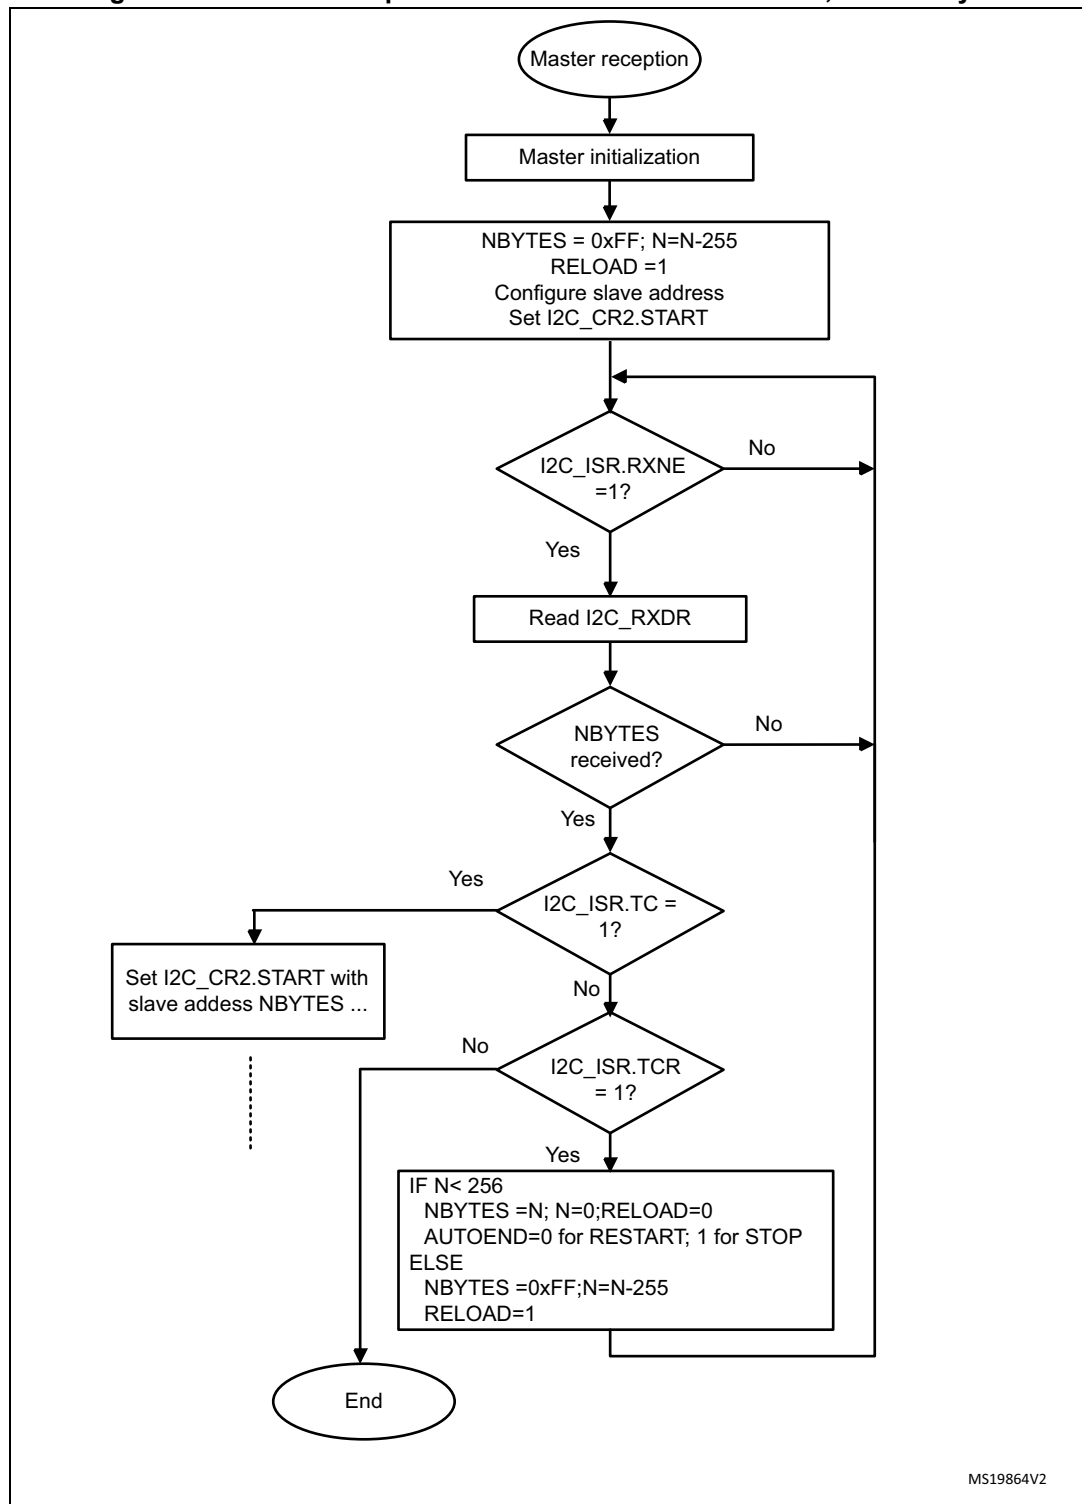 Master reception
Master initialization
NBYTES = 0xFF; N=N-255
RELOAD =1
Configure slave address
Set I2C_CR2.START
I2C_ISR.RXNE
=1?
No
Yes
Read I2C_RXDR
NBYTES
received?
No
Yes
I2C_ISR.TC =
1?
Yes
Set I2C_CR2.START with
slave addess NBYTES ...
No
I2C_ISR.TCR
= 1?
No
Yes
IF N< 256
NBYTES =N; N=0;RELOAD=0
AUTOEND=0 for RESTART; 1 for STOP
ELSE
NBYTES =0xFF;N=N-255
RELOAD=1
End
MS19864V2